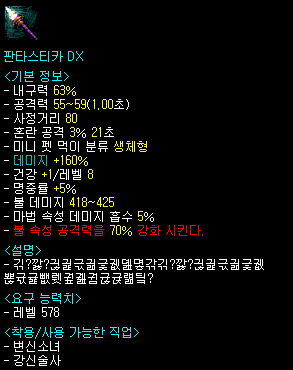 판타스티카 DX
<기본 정보>
- 내구력 63%
- 공격력 55~59(1.00초)
- 사정거리 80
- 혼란 공격 3% 21초
- 미니 펫 먹이 분류 생체형
- 데미지 +160%
- 건강 +1/레벨 8
- 명중률 +5%
- 불 데미지 418~425
- 마법 속성 데미지 흡수 5%
- 불 속성 공격력을 70% 강화 시킨다.
<설명>
<요구 능력치>
- 레벨 578
<착용/사용 가능한 직업>
- 변신소녀
- 강신술사